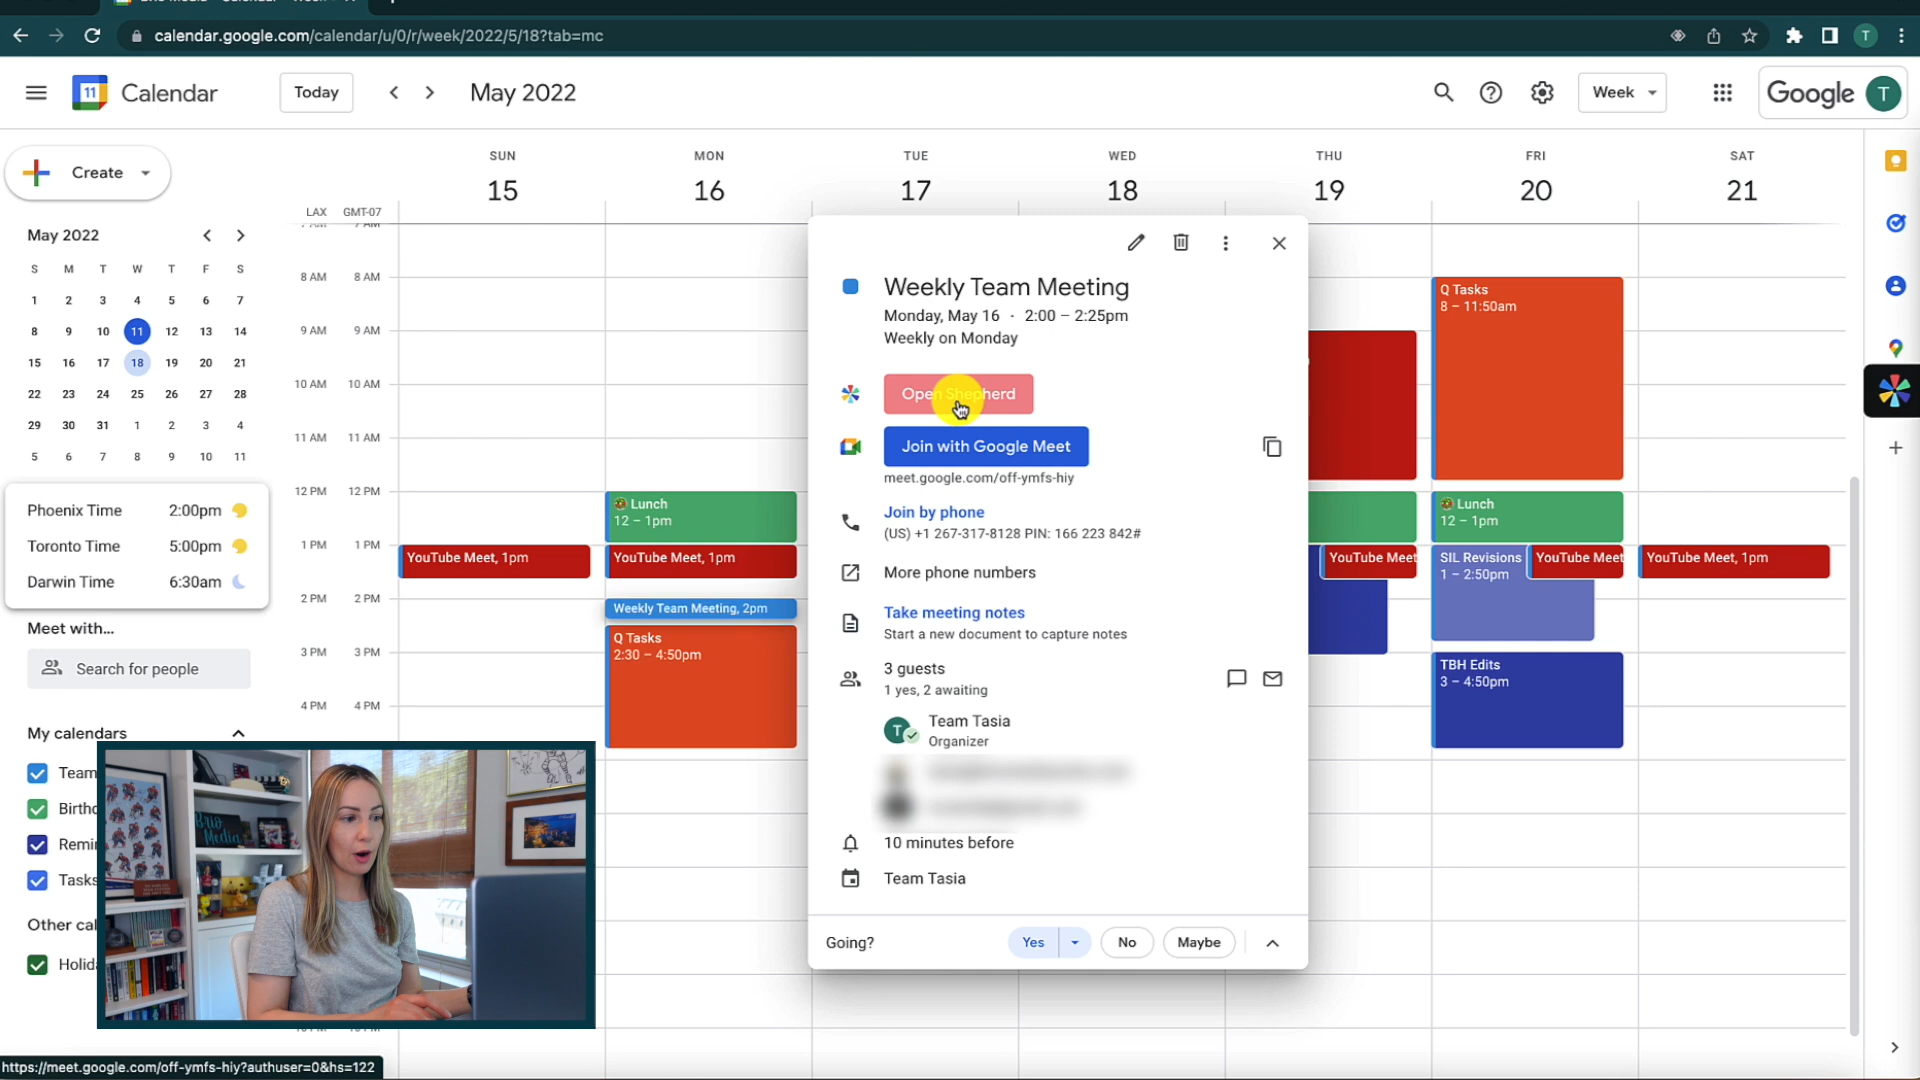 calendar.google.com/calendar/u/0/r/week/2022/5/18?tab=mc
T
11
Calendar
Today
May 2022
Week
Google
T
Create
SUN
MON
TUE
WED
THU
FRI
SAT
15
16
17
18
19
20
21
LAX GMT-07
May 2022
S M T W T F S
1 2 3 4 5 6 7
8 9 10 11 12 13 14
15 16 17 18 19 20 21
22 23 24 25 26 27 28
29 30 31 1 2 3 4
5 6 7 8 9 10 11
Phoenix Time 2:00pm
Toronto Time 5:00pm
Darwin Time 6:30am
Meet with...
Search for people
My calendars
Team
Birthd
Remin
Tasks
Other cal
Holida
8 AM 8 AM
9 AM 9 AM
10 AM 10 AM
11 AM 11 AM
12 PM 12 PM
1 PM 1 PM
2 PM 2 PM
3 PM 3 PM
4 PM 4 PM
YouTube Meet, 1pm
Lunch
12 – 1pm
YouTube Meet, 1pm
Weekly Team Meeting, 2pm
Q Tasks
2:30 – 4:50pm
Weekly Team Meeting
Monday, May 16 · 2:00 – 2:25pm
Weekly on Monday
Open Shepherd
Join with Google Meet
meet.google.com/off-ymfs-hiy
Join by phone
(US) +1 267-317-8128 PIN: 166 223 842#
More phone numbers
Take meeting notes
Start a new document to capture notes
3 guests
1 yes, 2 awaiting
T
Team Tasia
Organizer
10 minutes before
Team Tasia
Going?
Yes
No
Maybe
YouTube Meet
Q Tasks
8 – 11:50am
Lunch
12 – 1pm
SIL Revisions
1 – 2:50pm
YouTube Meet
TBH Edits
3 – 4:50pm
YouTube Meet, 1pm
Brio
Media
https://meet.google.com/off-ymfs-hiy?authuser=0&hs=122